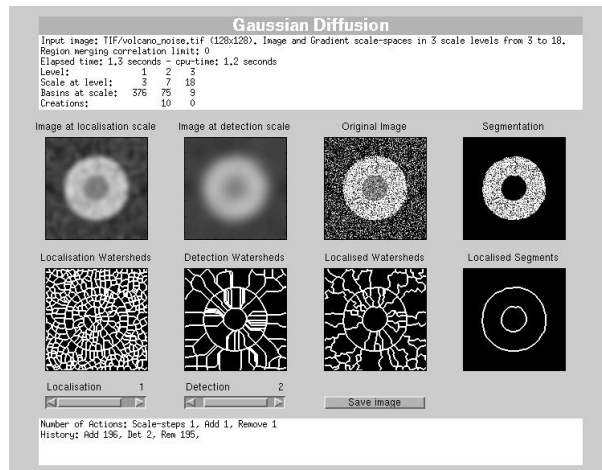 Gaussian Diffusion
Input image: TIF/volcano_noise.tif (128x128). Image and Gradient scale-spaces in 3 scale levels from 3 to 18.
Region merging correlation limit: 0
Elapsed time: 1.3 seconds - cpu-time: 1.2 seconds
Level: 1 2 3
Scale at level: 3 7 18
Basins at scale: 376 75 9
Creations: 10 0
Image at localisation scale Image at detection scale Original Image Segmentation
Localisation Watersheds Detection Watersheds Localised Watersheds Localised Segments
Localisation 1 Detection 2
Save image
Number of Actions: Scale-steps 1, Add 1, Remove 1
History: Add 196, Det 2, Rem 195,